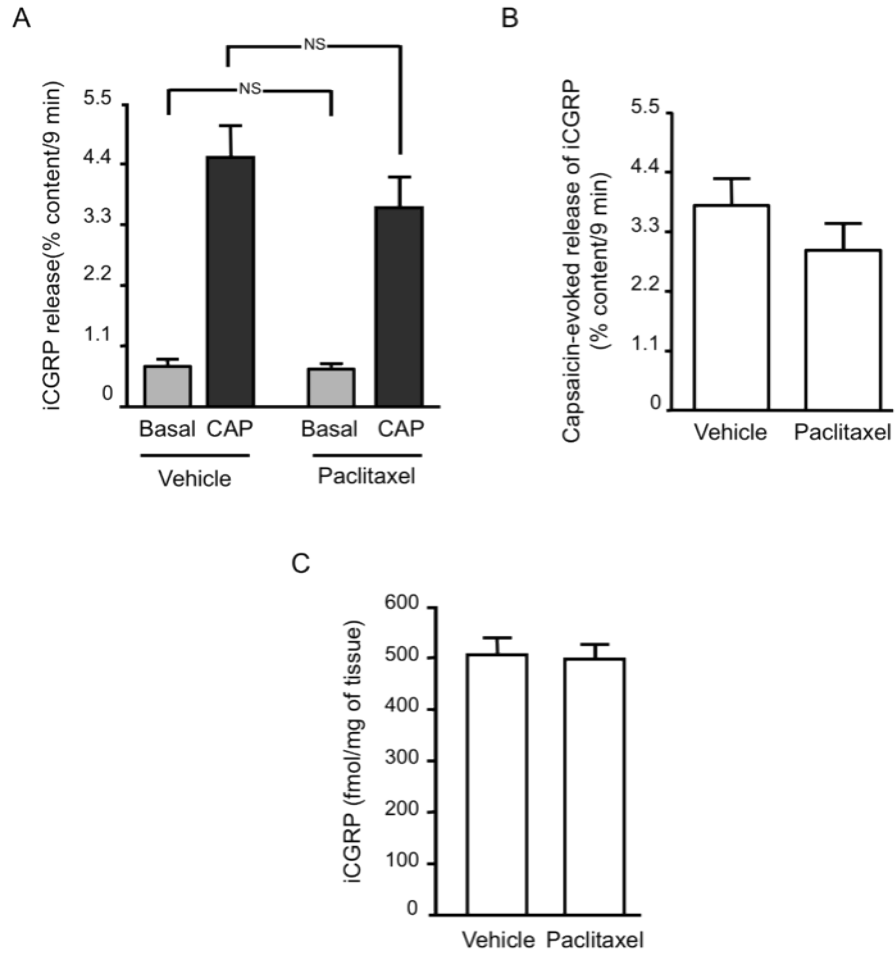 A
iCGRP release(% content/9 min)
5.5
4.4
3.3
2.2
1.1
0
NS
NS
Basal CAP Basal CAP
Vehicle Paclitaxel
B
Capsaicin-evoked release of iCGRP
(% content/9 min)
5.5
4.4
3.3
2.2
1.1
0
Vehicle Paclitaxel
C
iCGRP (fmol/mg of tissue)
600
500
400
300
200
100
0
Vehicle Paclitaxel